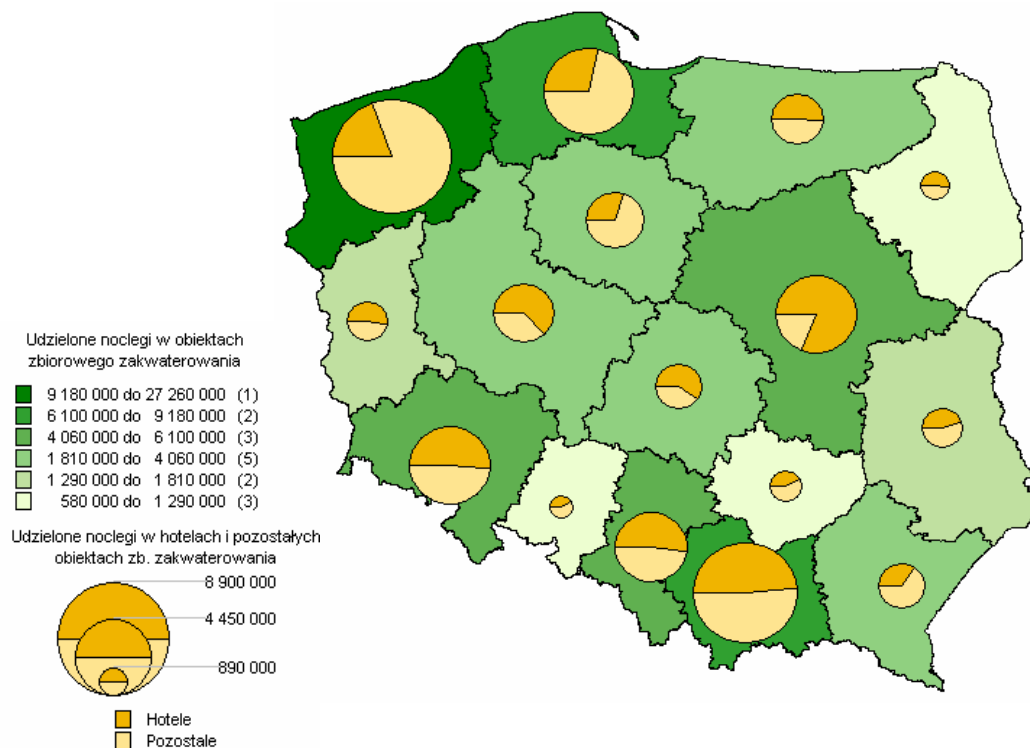 Udzielone noclegi w obiektach
zbiorowego zakwaterowania
9 180 000 do 27 260 000 (1)
6 100 000 do 9 180 000 (2)
4 060 000 do 6 100 000 (3)
1 810 000 do 4 060 000 (5)
1 290 000 do 1 810 000 (2)
580 000 do 1 290 000 (3)
Udzielone noclegi w hotelach i pozostałych
obiektach zb. zakwaterowania
8 900 000
4 450 000
890 000
Hotele
Pozostale